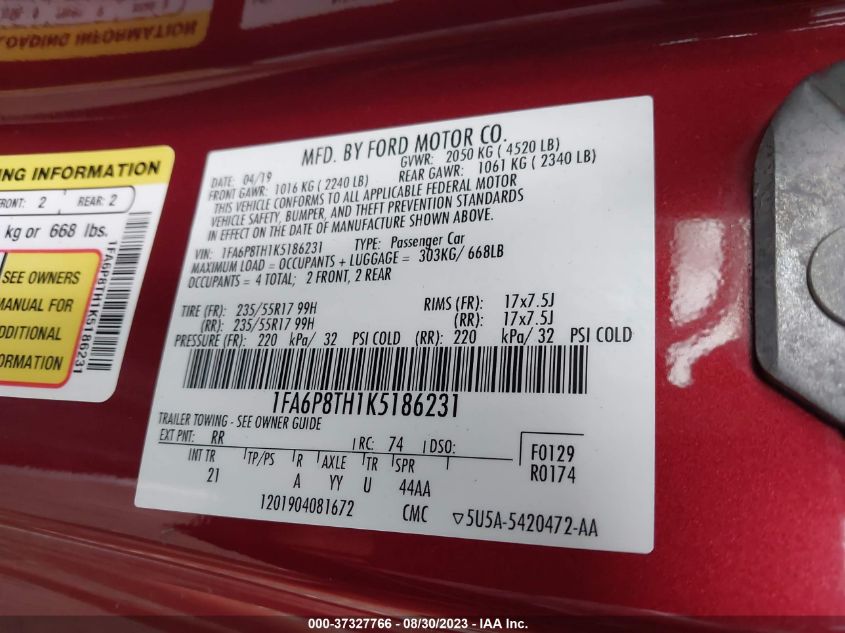 LOADING INFORMATION
MFD. BY FORD MOTOR CO.
DATE: 04/19 GVWR: 2050 KG ( 4520 LB)
FRONT GAWR: 1016 KG ( 2240 LB) REAR GAWR: 1061 KG ( 2340 LB)
THIS VEHICLE CONFORMS TO ALL APPLICABLE FEDERAL MOTOR
VEHICLE SAFETY, BUMPER, AND THEFT PREVENTION STANDARDS
IN EFFECT ON THE DATE OF MANUFACTURE SHOWN ABOVE.
VIN: 1FA6P8TH1K5186231 TYPE: Passenger Car
MAXIMUM LOAD = OCCUPANTS + LUGGAGE = 303KG/ 668LB
OCCUPANTS = 4 TOTAL; 2 FRONT, 2 REAR
TIRE (FR): 235/55R17 99H RIMS (FR): 17x7.5J
(RR): 235/55R17 99H (RR): 17x7.5J
PRESSURE (FR): 220 kPa/ 32 PSI COLD (RR): 220 kPa/ 32 PSI COLD
1FA6P8TH1K5186231
TRAILER TOWING - SEE OWNER GUIDE
EXT PNT: RR RC: 74 DSO: F0129
INT TR TP/PS R AXLE TR SPR R0174
21 A YY U 44AA
1201904081672 CMC ▽5U5A-5420472-AA
ING INFORMATION
FRONT: 2 REAR: 2
kg or 668 lbs.
SEE OWNERS
MANUAL FOR
ADDITIONAL
INFORMATION
1FA6P8TH1K5186231
000-37327766 - 08/30/2023 - IAA Inc.